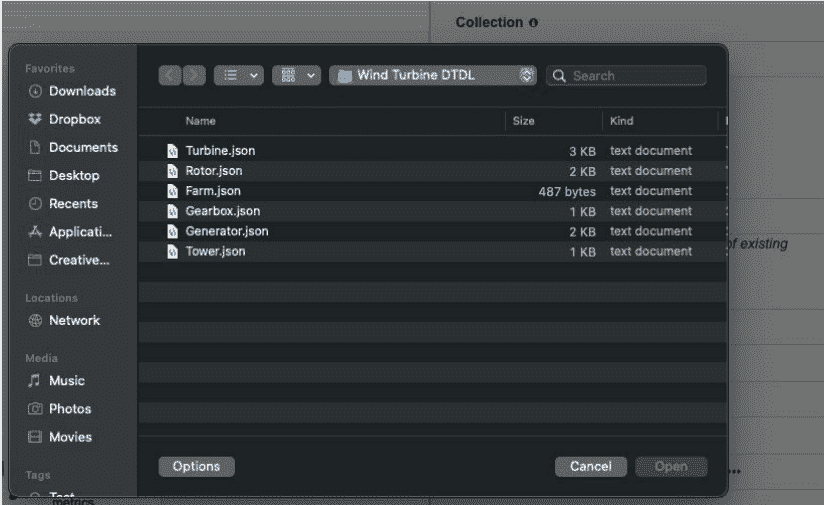 Collection
Favorites
Downloads
Dropbox
Documents
Desktop
Recents
Applicati...
Creative...
Locations
Network
Media
Music
Photos
Movies
Tags
Wind Turbine DTDL
Search
Name Size Kind
Turbine.json 3 KB text document
Rotor.json 2 KB text document
Farm.json 487 bytes text document
Gearbox.json 1 KB text document
Generator.json 2 KB text document
Tower.json 1 KB text document
of existing
Options Cancel Open
...
metrics